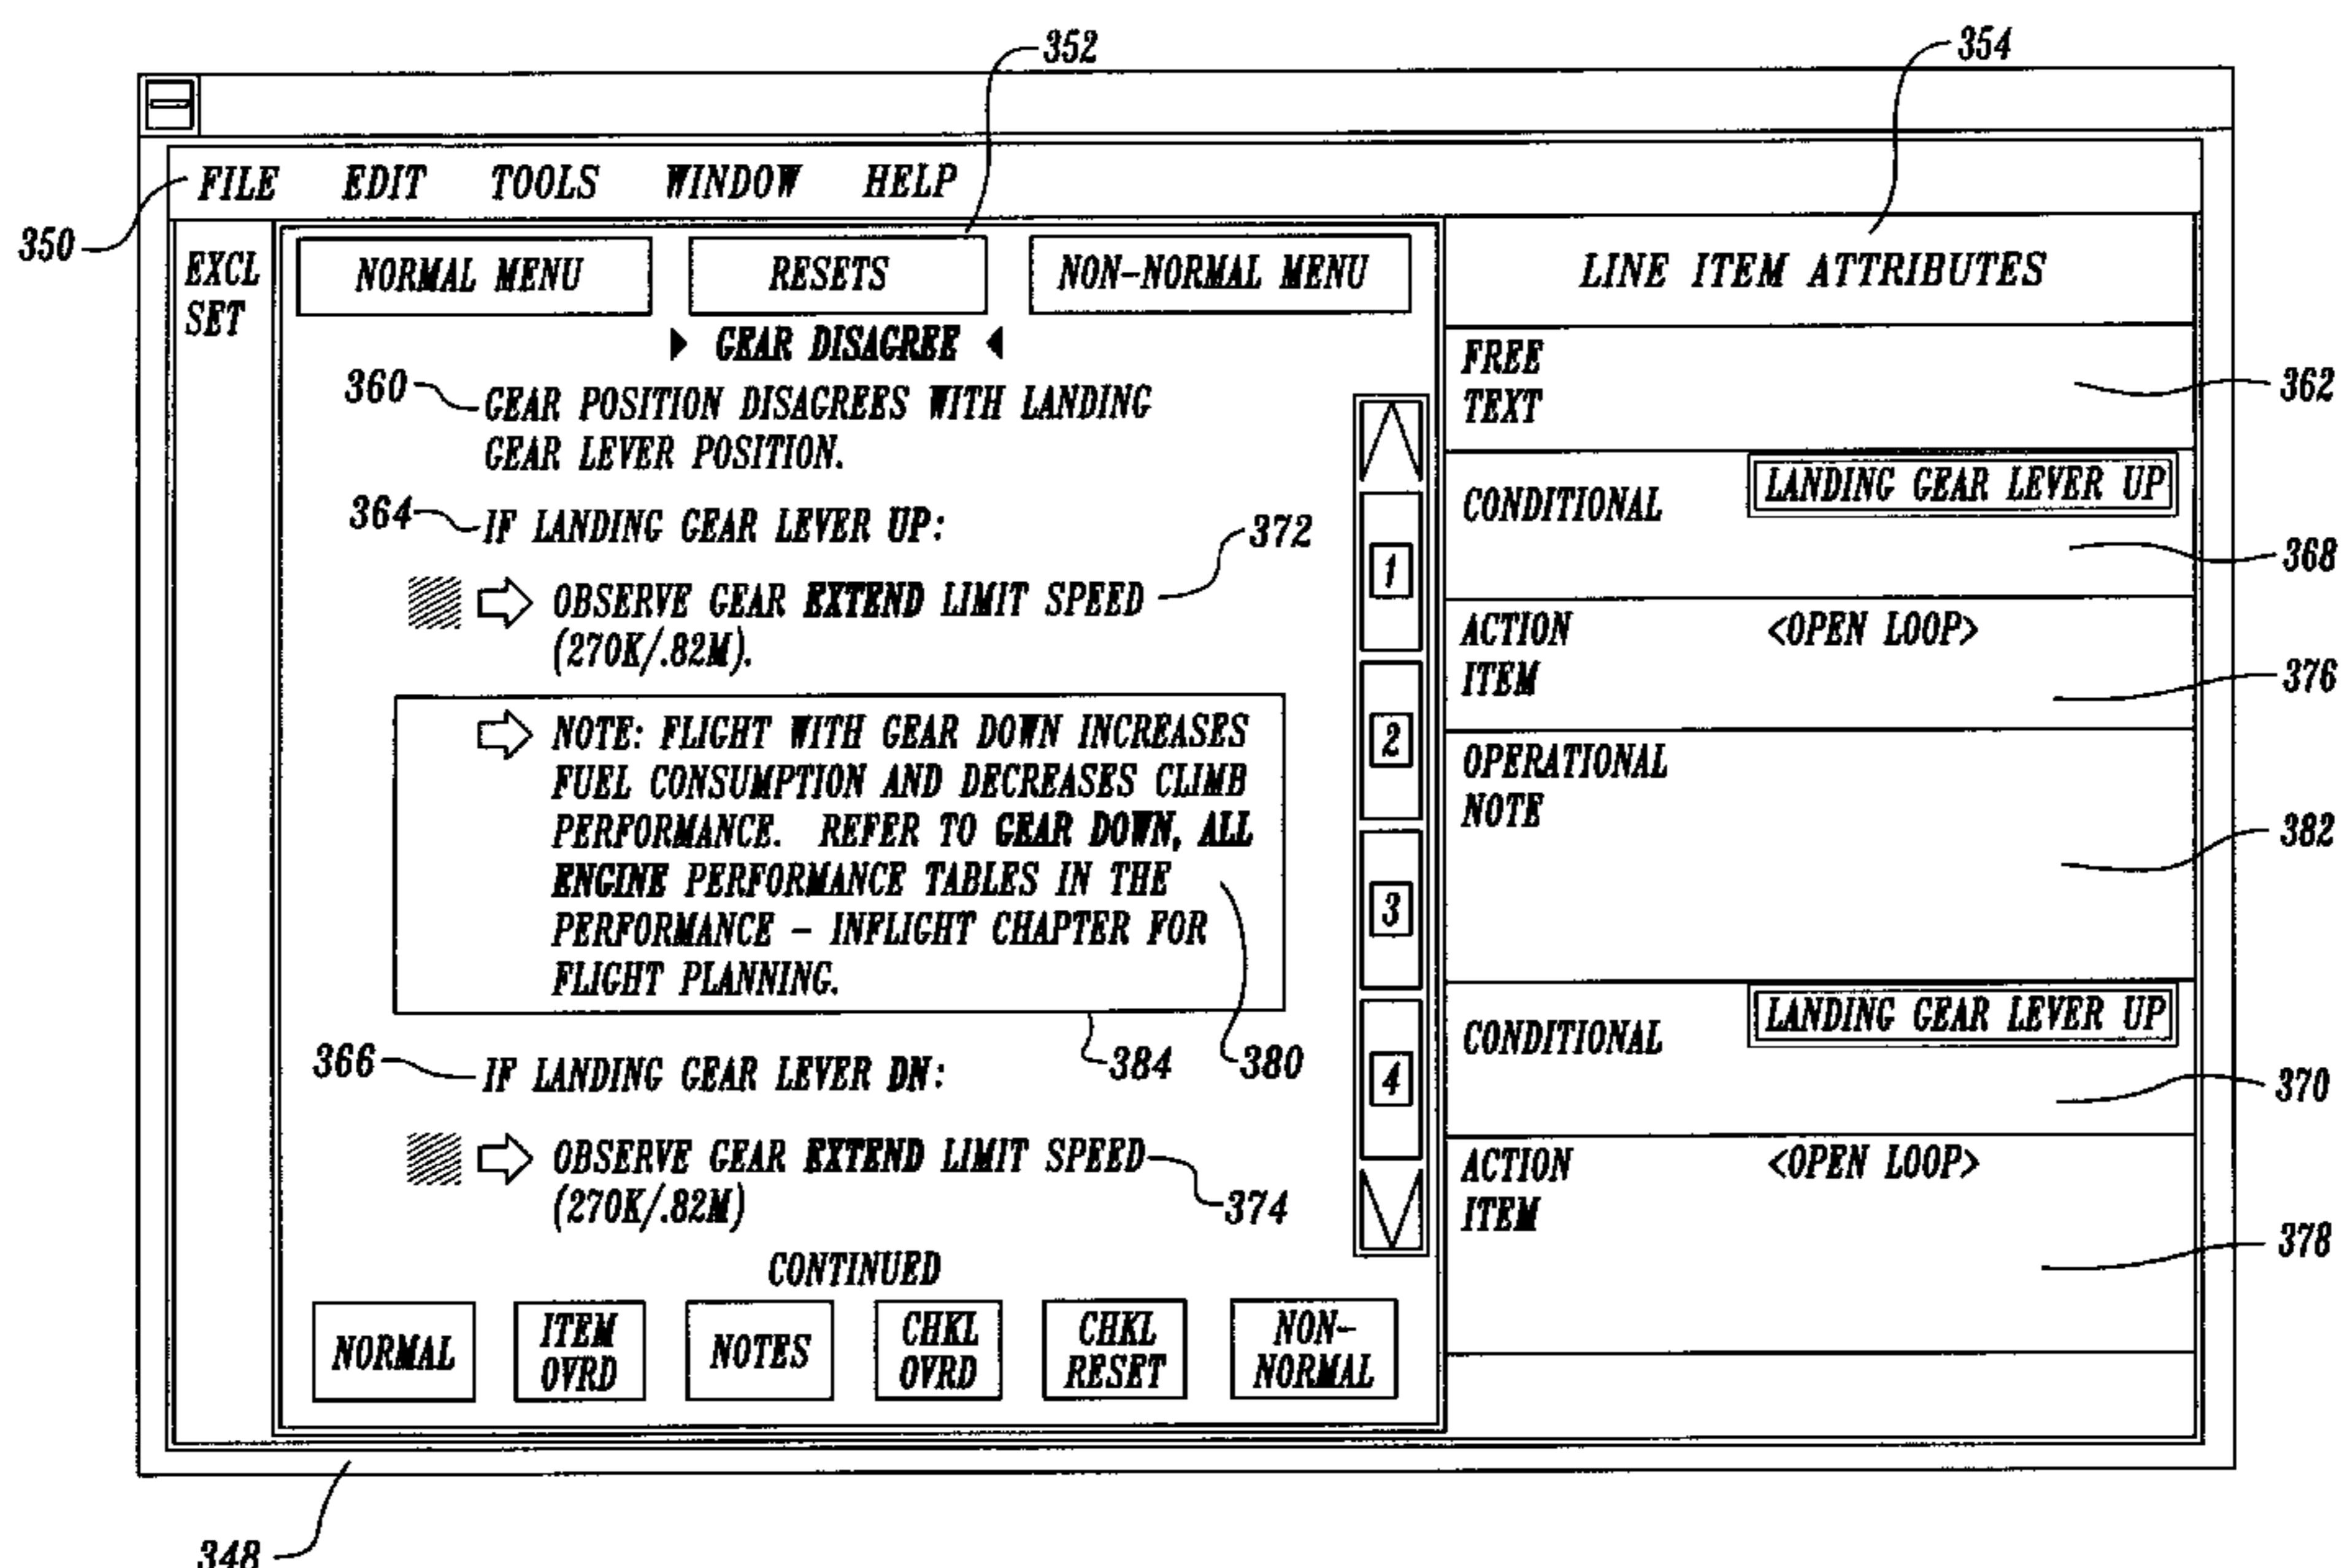 352
354
FILE EDIT TOOLS WINDOW HELP
350
EXCL
SET
NORMAL MENU
RESETS
NON-NORMAL MENU
GEAR DISAGREE
360
GEAR POSITION DISAGREES WITH LANDING
GEAR LEVER POSITION.
364
IF LANDING GEAR LEVER UP:
372
OBSERVE GEAR EXTEND LIMIT SPEED
(270K/.82M).
NOTE: FLIGHT WITH GEAR DOWN INCREASES
FUEL CONSUMPTION AND DECREASES CLIMB
PERFORMANCE. REFER TO GEAR DOWN, ALL
ENGINE PERFORMANCE TABLES IN THE
PERFORMANCE - INFLIGHT CHAPTER FOR
FLIGHT PLANNING.
384
380
366
IF LANDING GEAR LEVER DN:
OBSERVE GEAR EXTEND LIMIT SPEED
(270K/.82M)
374
CONTINUED
1
2
3
4
NORMAL
ITEM
OVRD
NOTES
CHKL
OVRD
CHKL
RESET
NON-
NORMAL
LINE ITEM ATTRIBUTES
FREE
TEXT
362
CONDITIONAL
LANDING GEAR LEVER UP
368
ACTION
ITEM
<OPEN LOOP>
376
OPERATIONAL
NOTE
382
CONDITIONAL
LANDING GEAR LEVER UP
370
ACTION
ITEM
<OPEN LOOP>
378
348